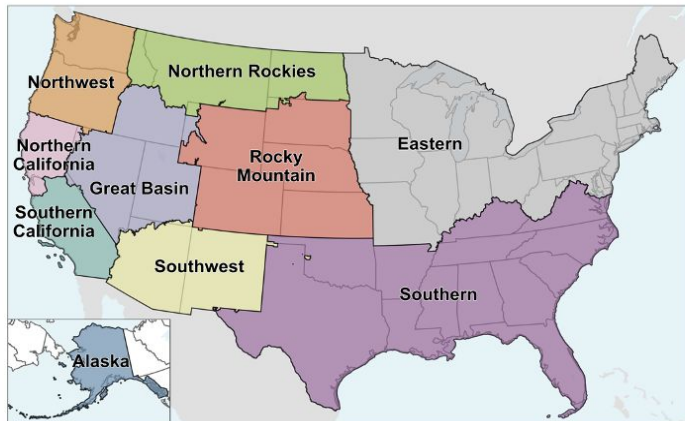 Northwest
Northern Rockies
Northern
California
Great Basin
Rocky
Mountain
Eastern
Southern
California
Southwest
Southern
Alaska